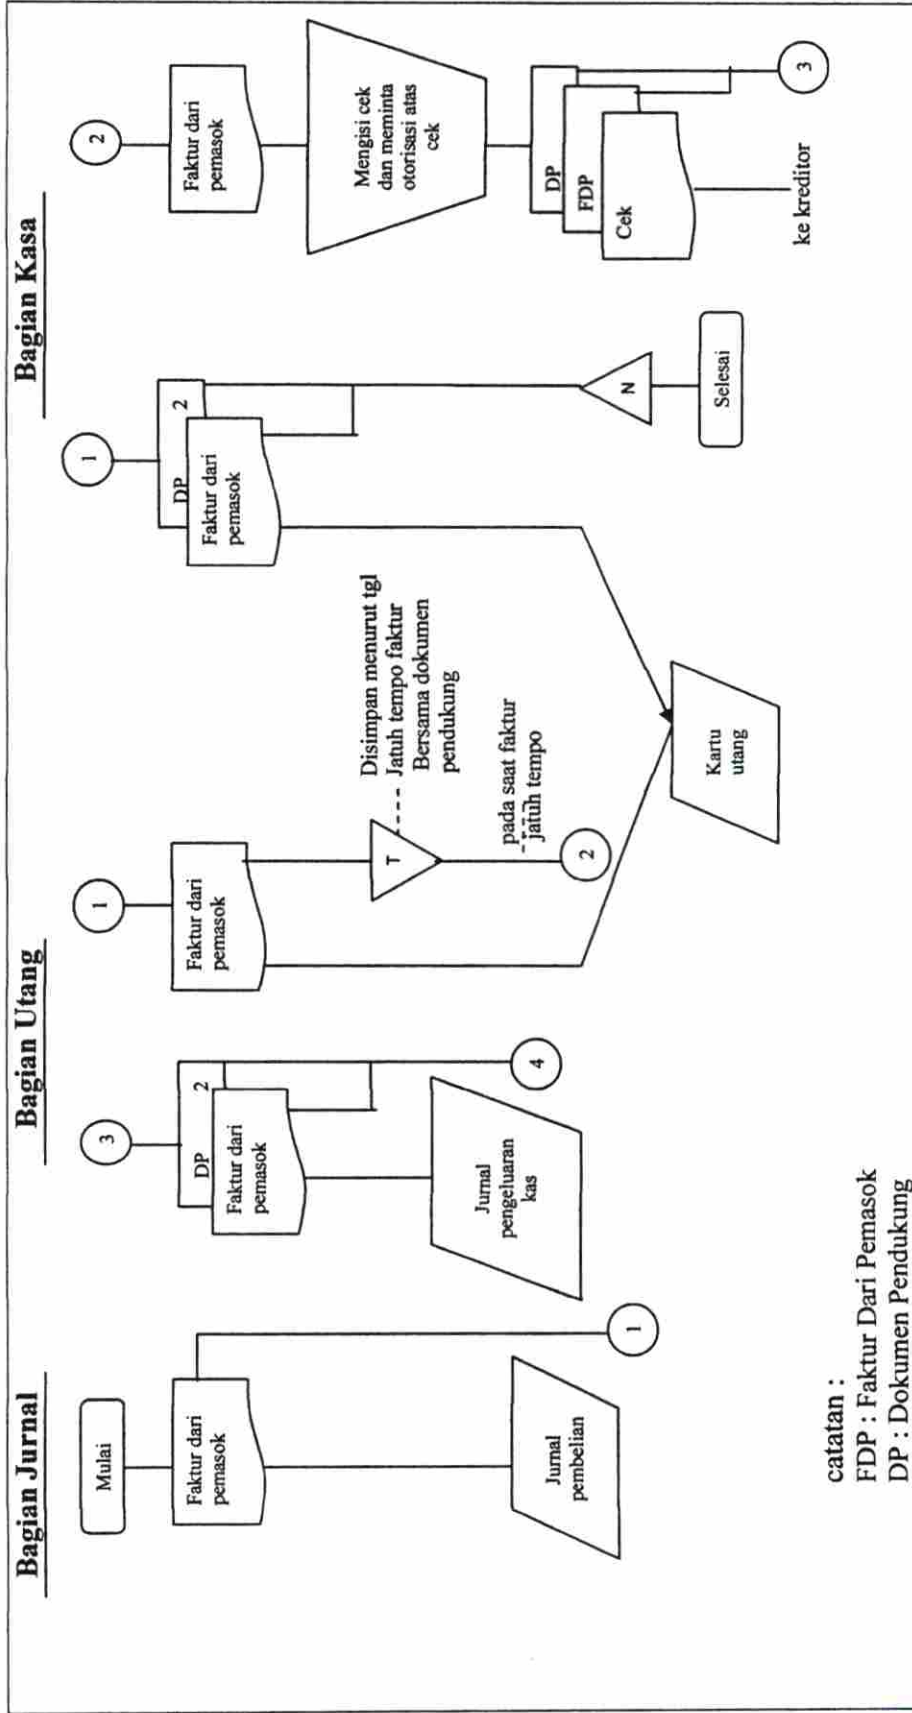 Bagian Jurnal
Mulai
Faktur dari
pemasok
Jurnal
pembelian
1
3
DP
2
Faktur dari
pemasok
Jurnal
pengeluaran
kas
4
Bagian Utang
1
Faktur dari
pemasok
T
Disimpan menurut tgl
Jatuh tempo faktur
Bersama dokumen
pendukung
pada saat faktur
jatuh tempo
2
Kartu
utang
1
DP
2
Faktur dari
pemasok
N
Selesai
Bagian Kasa
2
Faktur dari
pemasok
Mengisi cek
dan meminta
otorisasi atas
cek
DP
FDP
Cek
3
ke kreditor
catatan :
FDP : Faktur Dari Pemasok
DP : Dokumen Pendukung